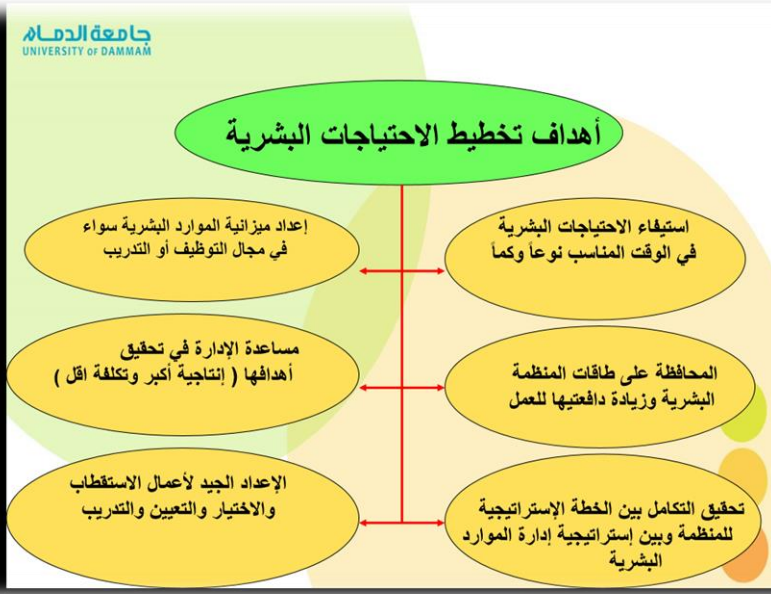 جامعة الدمام
UNIVERSITY OF DAMMAM
أهداف تخطيط الاحتياجات البشرية
استيفاء الاحتياجات البشرية
في الوقت المناسب نوعاً وكماً
إعداد ميزانية الموارد البشرية سواء
في مجال التوظيف أو التدريب
المحافظة على طاقات المنظمة
البشرية وزيادة دافعتيها للعمل
مساعدة الإدارة في تحقيق
أهدافها ( إنتاجية أكبر وتكلفة اقل )
تحقيق التكامل بين الخطة الإستراتيجية
للمنظمة وبين إستراتيجية إدارة الموارد
البشرية
الإعداد الجيد لأعمال الاستقطاب
والاختيار والتعيين والتدريب